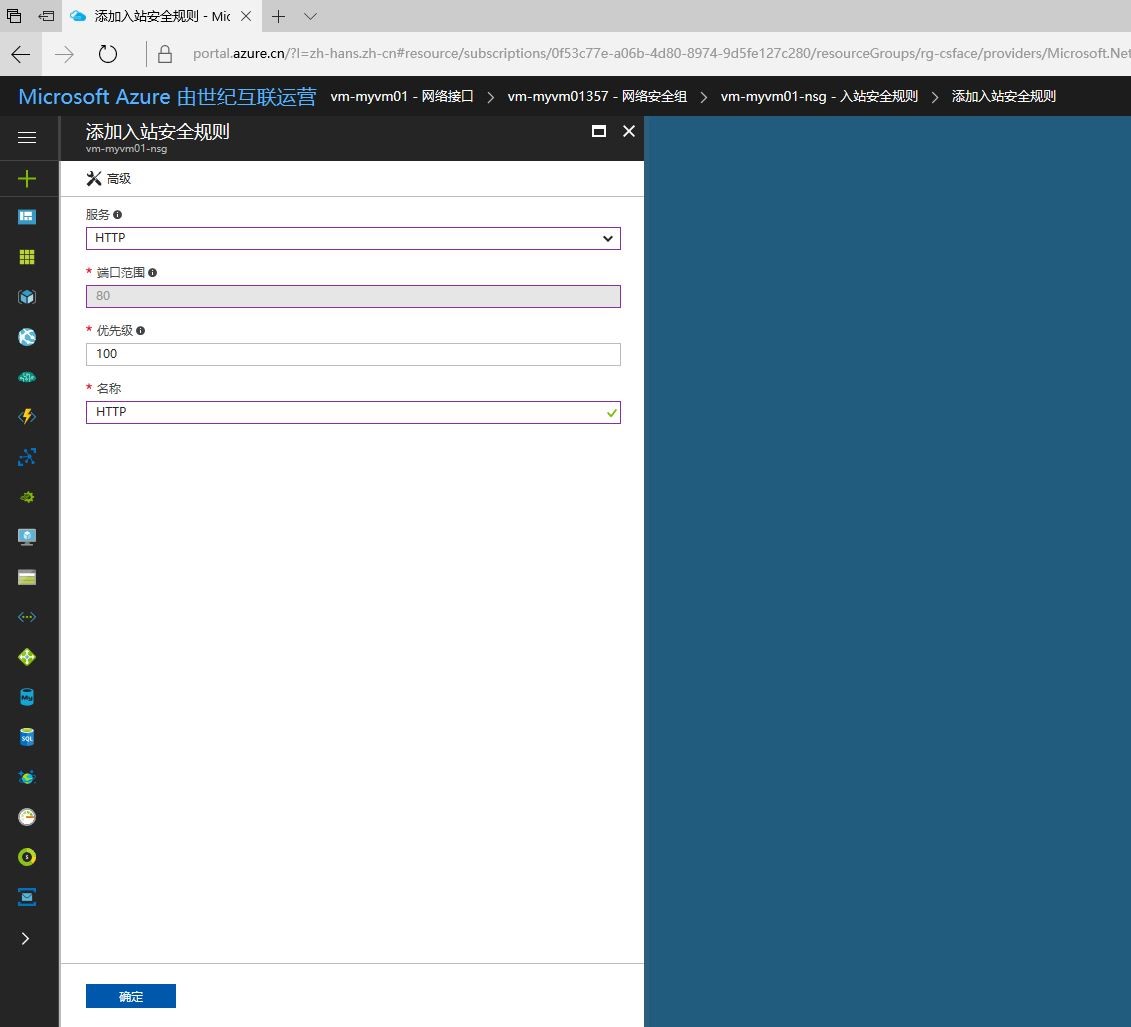 添加入站安全规则 - Mic
portal.azure.cn/?l=zh-hans.zh-cn#resource/subscriptions/0f53c77e-a06b-4d80-8974-9d5fe127c280/resourceGroups/rg-csface/providers/Microsoft.Net
Microsoft Azure 由世纪互联运营 vm-myvm01 - 网络接口 vm-myvm01357 - 网络安全组 vm-myvm01-nsg - 入站安全规则 添加入站安全规则
添加入站安全规则
vm-myvm01-nsg
高级
服务
HTTP
* 端口范围
80
* 优先级
100
* 名称
HTTP
My
SQL
确定